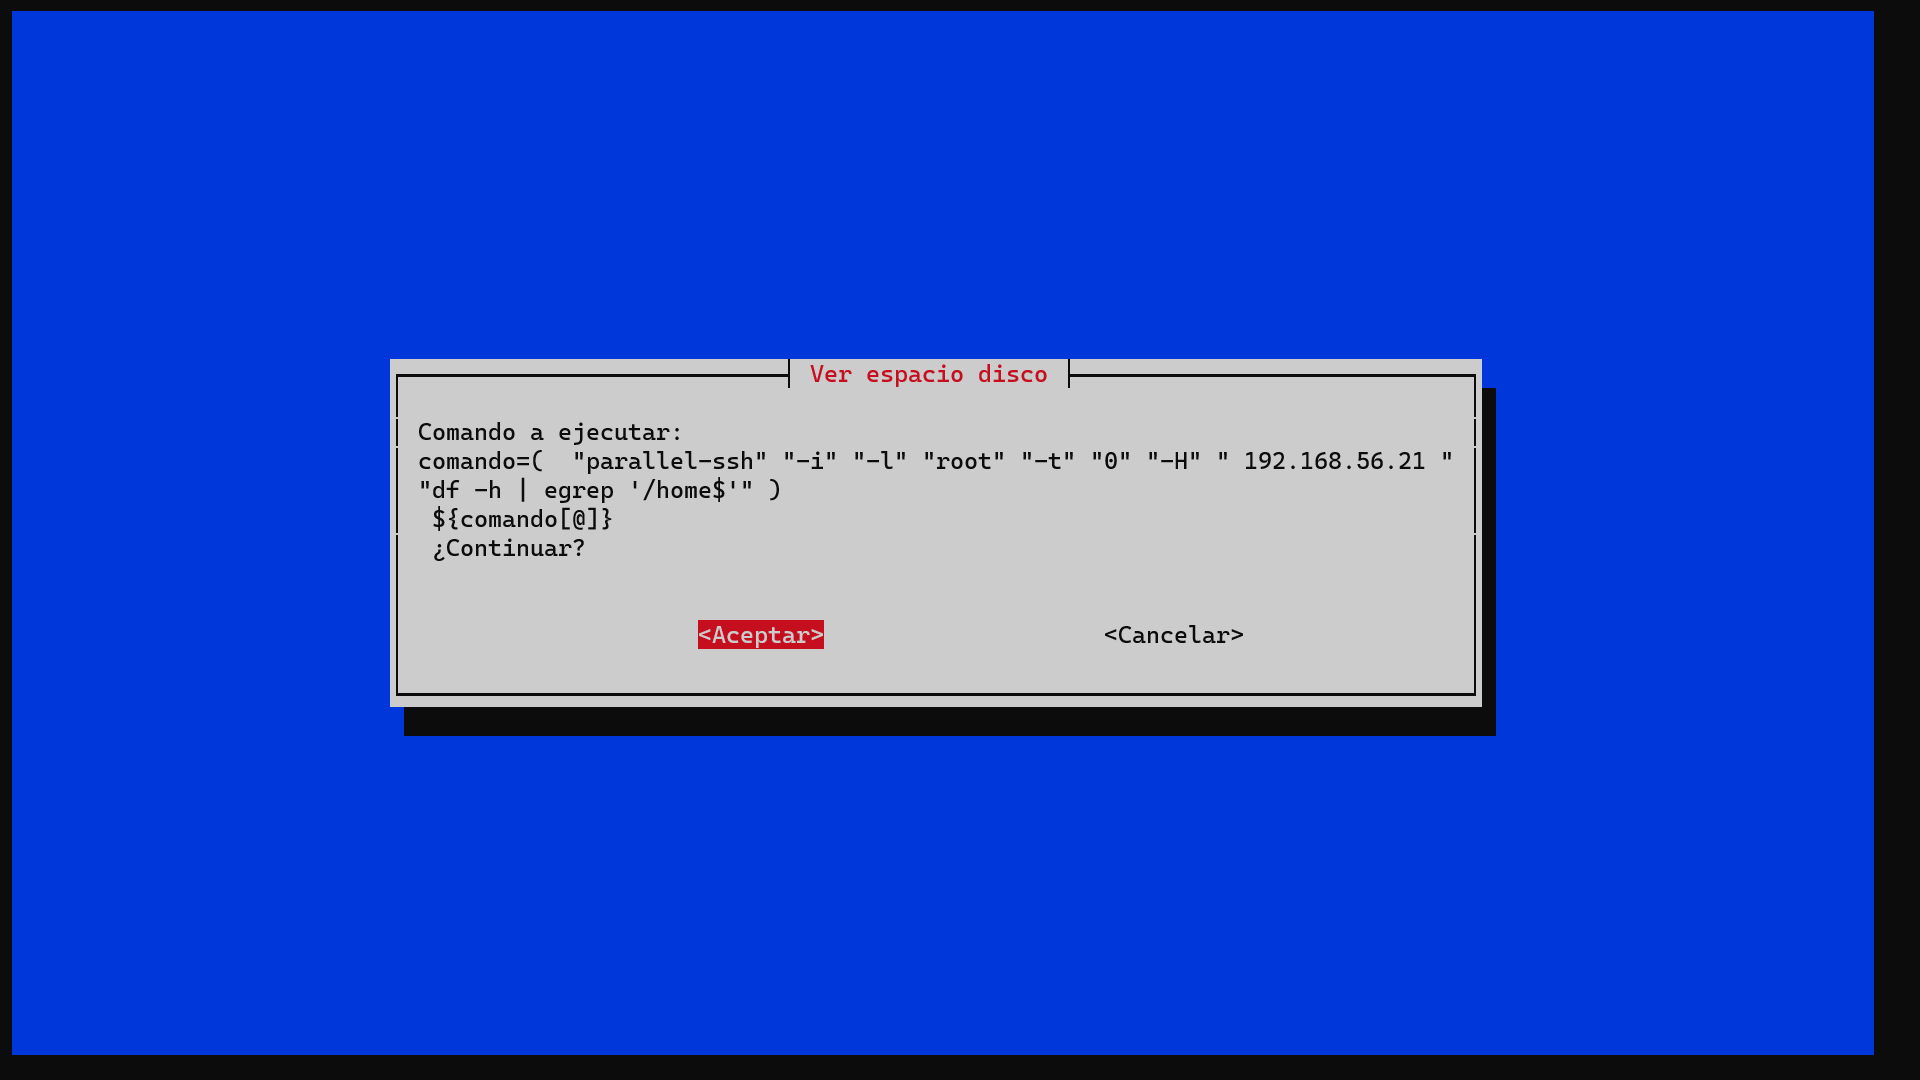 Ver espacio disco
Comando a ejecutar:
comando=(  "parallel-ssh" "-i" "-l" "root" "-t" "0" "-H" " 192.168.56.21 "
"df -h | egrep '/home$'" )
 ${comando[@]}
 ¿Continuar?
<Aceptar> <Cancelar>